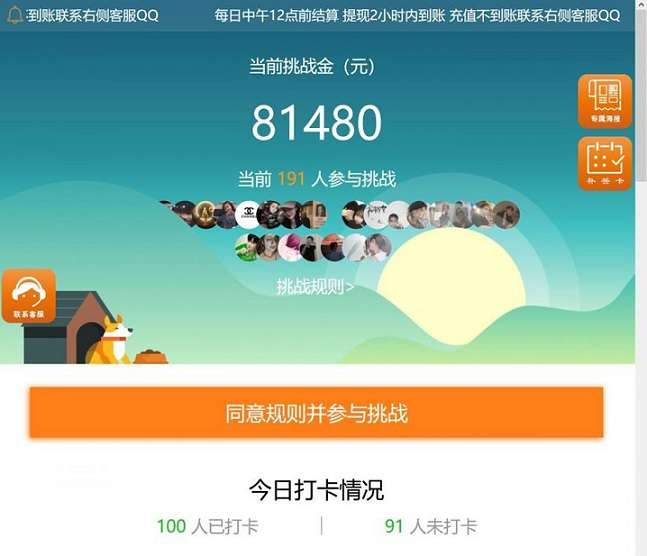 :到账联系右侧客服QQ 每日中午12点前结算 提现2小时内到账 充值不到账联系右侧客服QQ
当前挑战金（元）
81480
专属海报
补签卡
当前 191 人参与挑战
挑战规则>
联系客服
同意规则并参与挑战
今日打卡情况
100 人已打卡 | 91 人未打卡